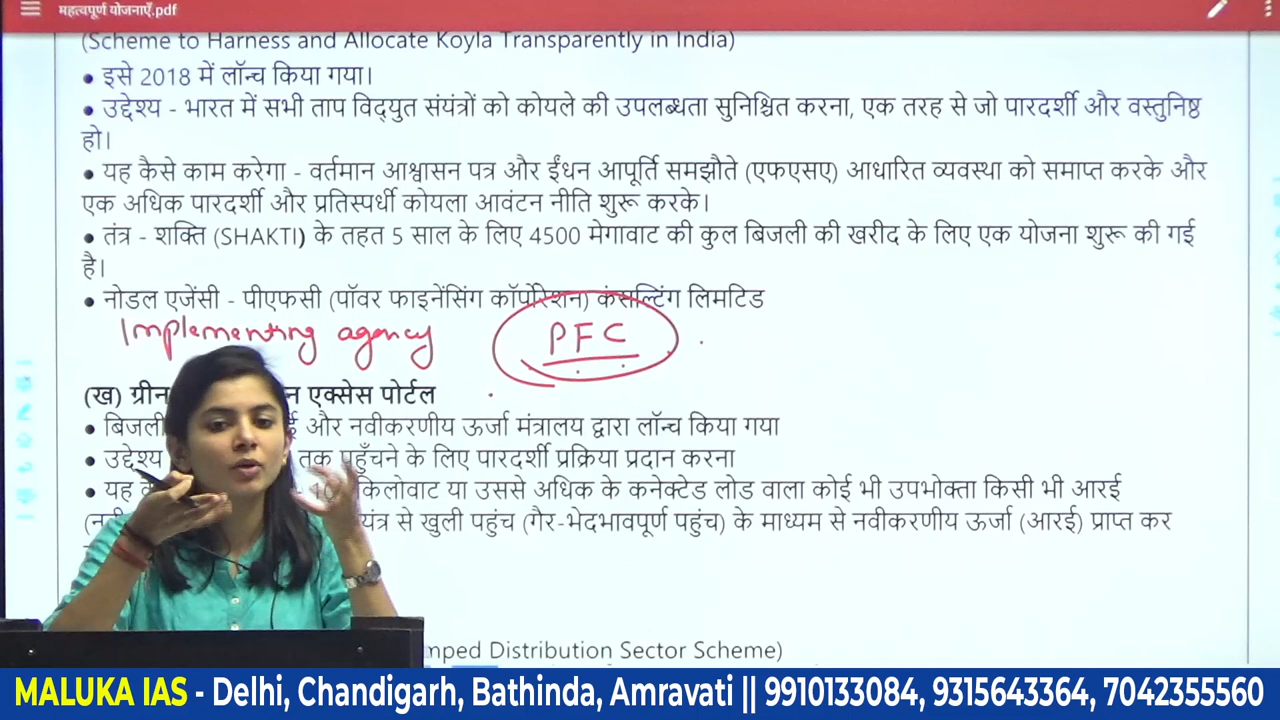 महत्वपूर्ण योजनाएँ.pdf
(Scheme to Harness and Allocate Koyla Transparently in India)
• इसे 2018 में लॉन्च किया गया।
• उद्देश्य - भारत में सभी ताप विद्युत संयंत्रों को कोयले की उपलब्धता सुनिश्चित करना, एक तरह से जो पारदर्शी और वस्तुनिष्ठ
हो।
• यह कैसे काम करेगा - वर्तमान आश्वासन पत्र और ईंधन आपूर्ति समझौते (एफएसए) आधारित व्यवस्था को समाप्त करके और
एक अधिक पारदर्शी और प्रतिस्पर्धी कोयला आवंटन नीति शुरू करके।
• तंत्र - शक्ति (SHAKTI) के तहत 5 साल के लिए 4500 मेगावाट की कुल बिजली की खरीद के लिए एक योजना शुरू की गई
है।
• नोडल एजेंसी - पीएफसी (पॉवर फाइनेंसिंग कॉर्पोरेशन) कंसल्टिंग लिमटिड
Implementing agency PFC
(ख) ग्रीन एक्सेस पोर्टल
• बिजली और नवीकरणीय ऊर्जा मंत्रालय द्वारा लॉन्च किया गया
• उद्देश्य तक पहुँचने के लिए पारदर्शी प्रक्रिया प्रदान करना
• यह किलोवाट या उससे अधिक के कनेक्टेड लोड वाला कोई भी उपभोक्ता किसी भी आरई
से खुली पहुंच (गैर-भेदभावपूर्ण पहुंच) के माध्यम से नवीकरणीय ऊर्जा (आरई) प्राप्त कर
Distribution Sector Scheme)
MALUKA IAS - Delhi, Chandigarh, Bathinda, Amravati || 9910133084, 9315643364, 7042355560